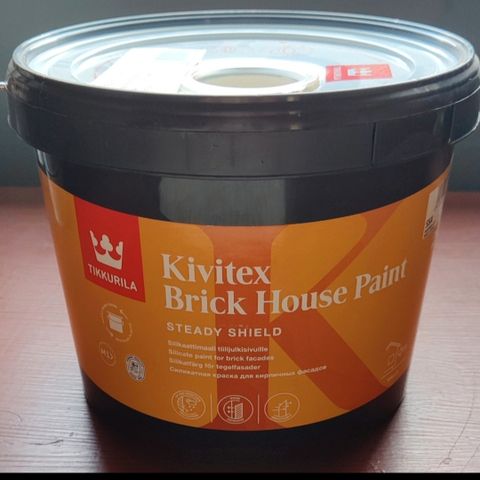 TIKKURILA
Kivitex
Brick House Paint
STEADY SHIELD
Silikaattimaali tiilijulkisivuille
Silicate paint for brick facades
Silikatfärg för tegelfasader
Силикатная краска для кирпичных фасадов